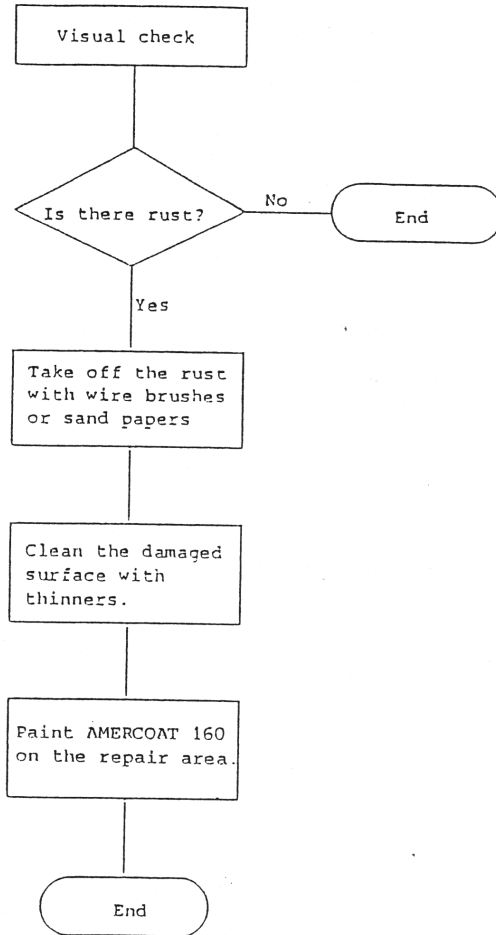 Visual check
Is there rust?
No
End
Yes
Take off the rust
with wire brushes
or sand papers
Clean the damaged
surface with
thinners.
Paint AMERCOAT 160
on the repair area.
End